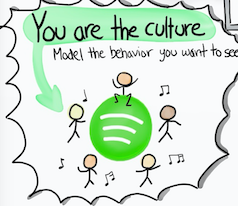 You are the culture
Model the behavior you want to see